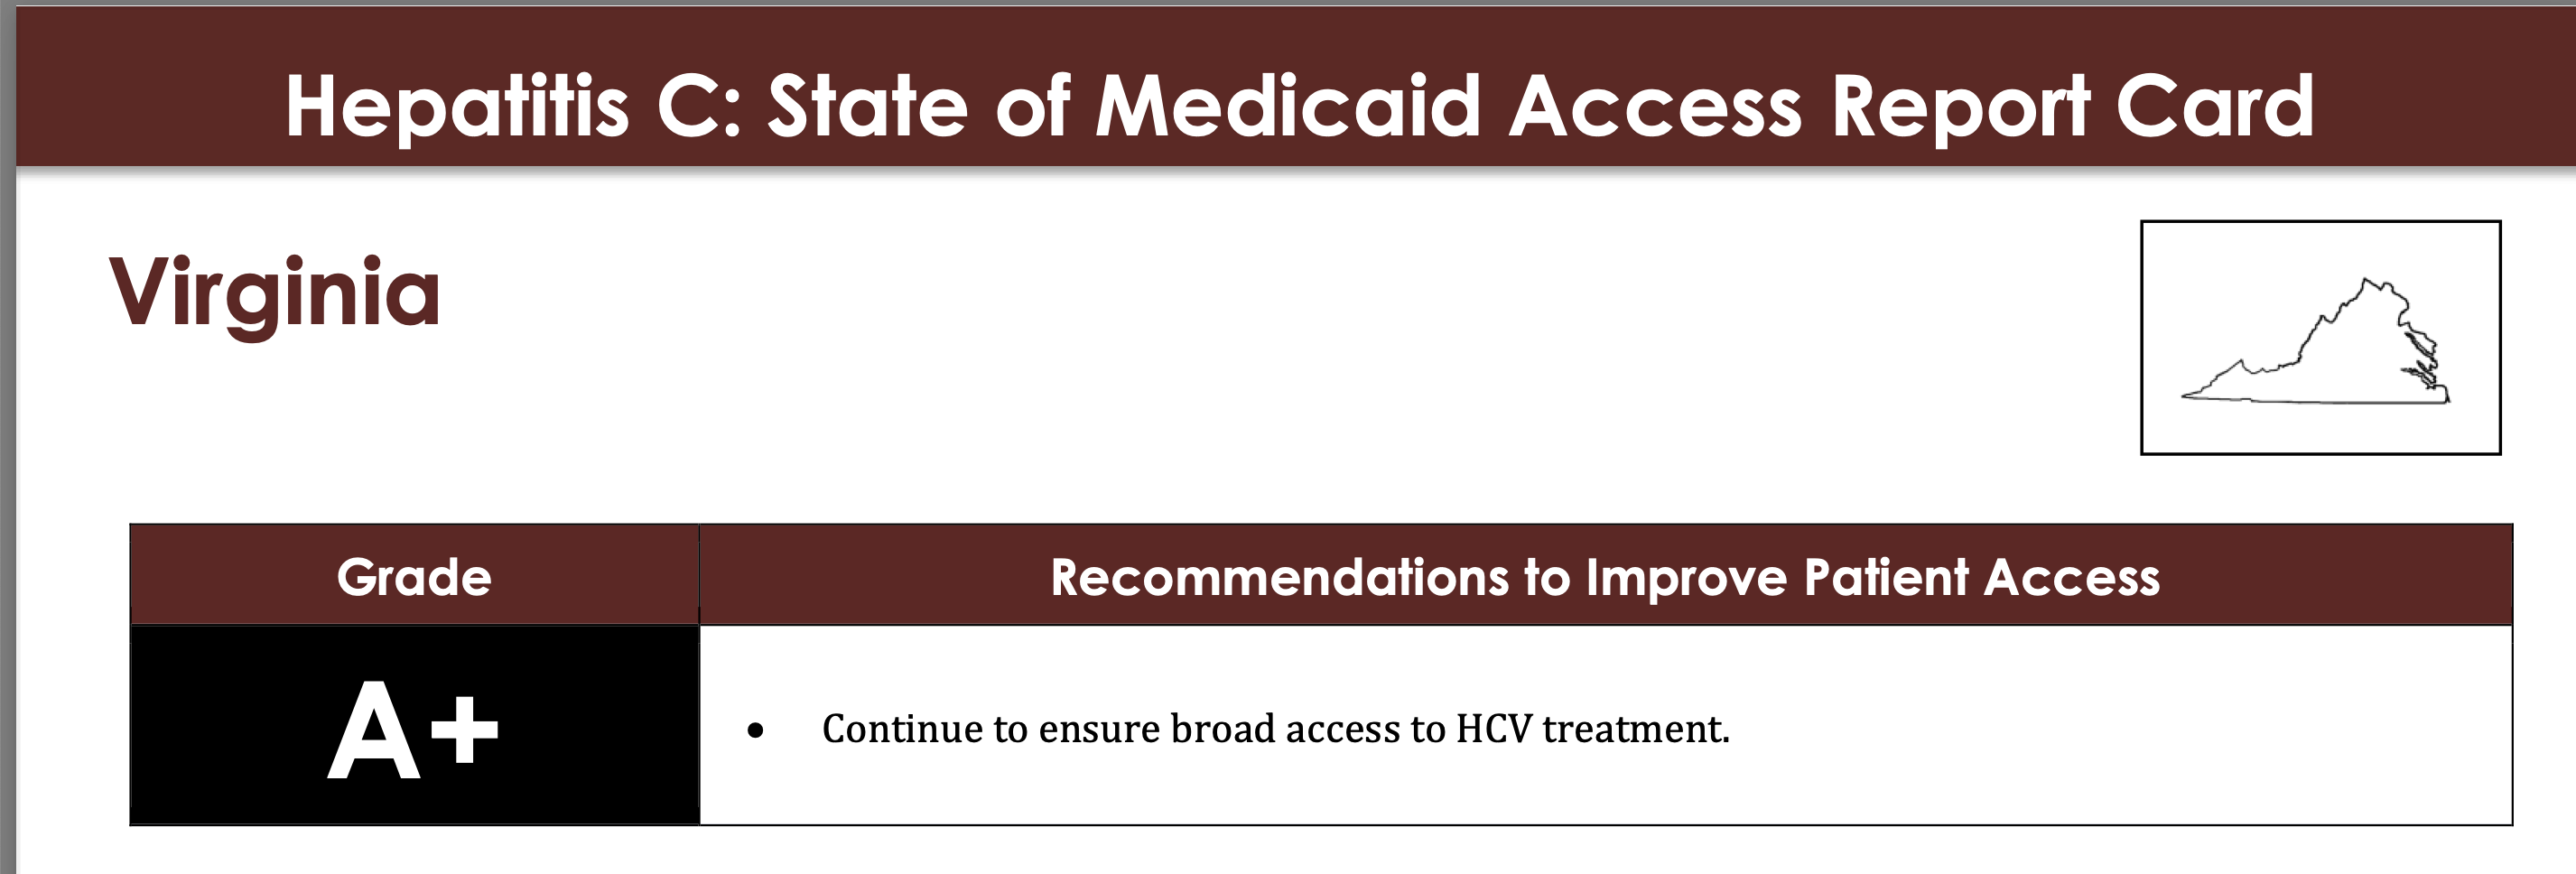 Hepatitis C: State of Medicaid Access Report Card
Virginia
Grade
Recommendations to Improve Patient Access
A+
• Continue to ensure broad access to HCV treatment.